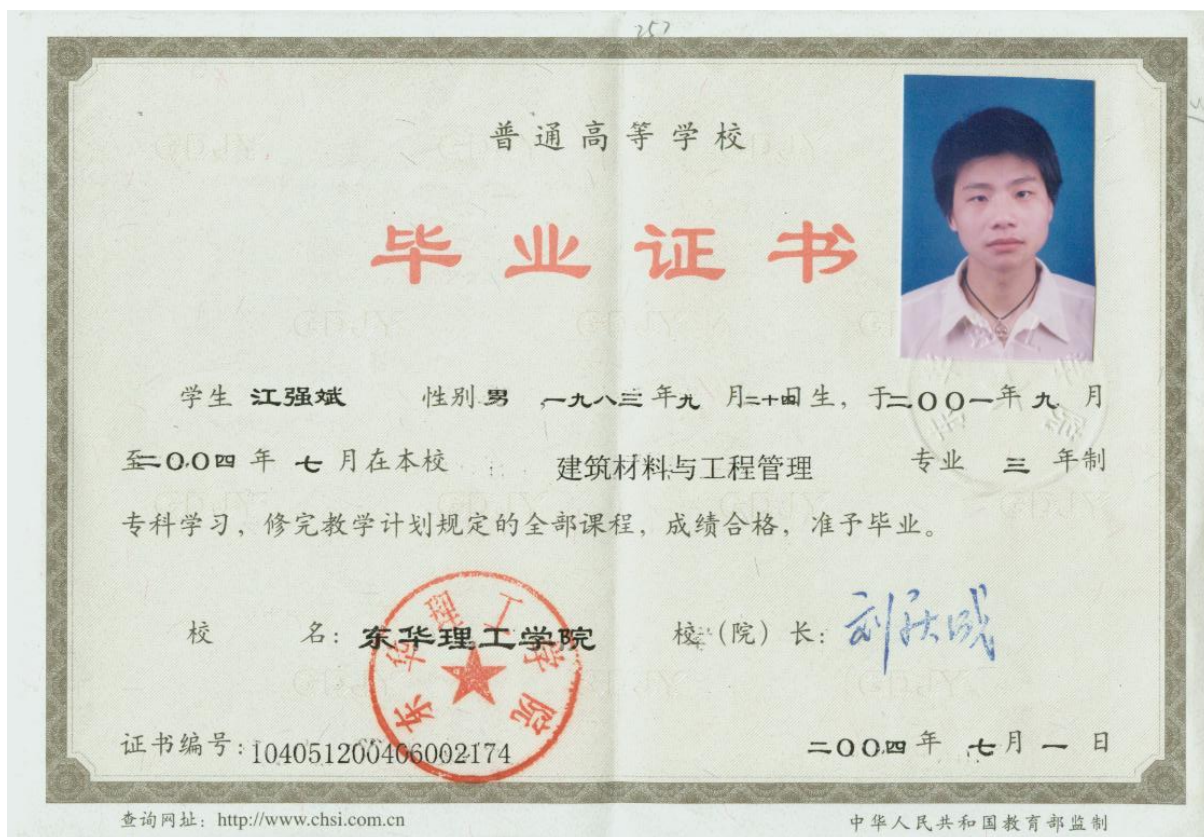 257
普通高等学校
毕业证书
学生 江强斌 性别 男 ,一九八三年九 月二十四日生，于二〇〇一年 九 月
至二〇〇四 年 七 月在本校 建筑材料与工程管理 专业 三 年制
专科学习，修完教学计划规定的全部课程，成绩合格，准予毕业。
校 名：东华理工学院 校（院）长：
东华理工学院
证书编号：104051200406002174 二〇〇四 年 七月 一 日
查询网址：http://www.chsi.com.cn 中华人民共和国教育部监制